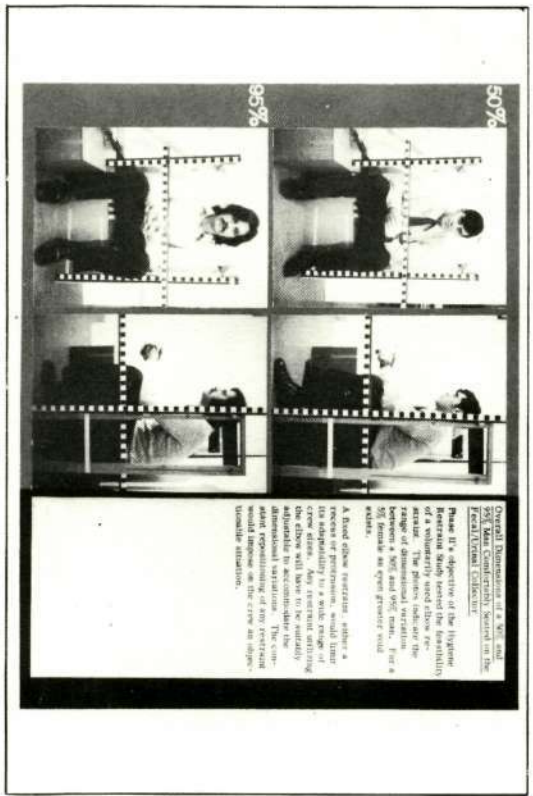 50%
95%
Overall Dimensions of a 50% and
95% Man Comfortably Seated on the
Fecal/Urinal Collector
Phase II's objective of the Hygiene
Restraint Study tested the feasibility
of a voluntarily used elbow re-
straint. The photos indicate the
range of dimensional variation
between a 50% and 95% man. For a
5% female an even greater void
exists.
A fixed elbow restraint, either a
recess or protrusion, would limit
its adaptability to a wide range of
crew sizes. Any restraint utilizing
the elbow will have to be suitably
adjustable to accommodate the
dimensional variations. The con-
stant repositioning of any restraint
would impose on the crew an objec-
tionable situation.